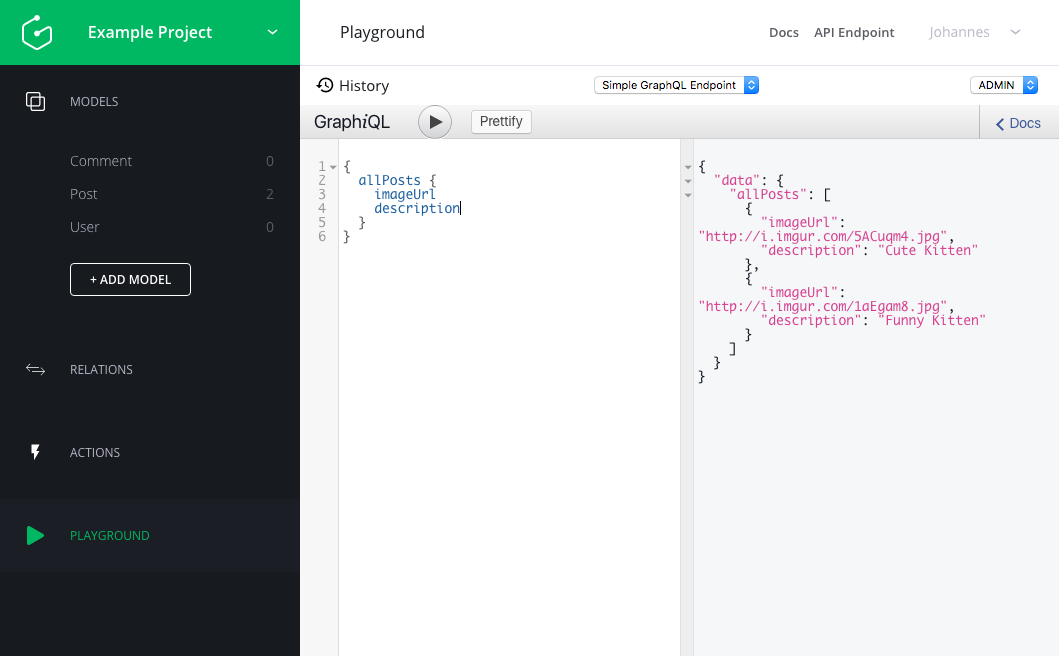 Example Project
Playground
Docs
API Endpoint
Johannes
MODELS
Comment 0
Post 2
User 0
+ ADD MODEL
RELATIONS
ACTIONS
PLAYGROUND
History
Simple GraphQL Endpoint
ADMIN
GraphiQL
Prettify
Docs
1 {
2 allPosts {
3 imageUrl
4 description
5 }
6 }
{
"data": {
"allPosts": [
{
"imageUrl":
"http://i.imgur.com/5ACuqm4.jpg",
"description": "Cute Kitten"
},
{
"imageUrl":
"http://i.imgur.com/1aEgam8.jpg",
"description": "Funny Kitten"
}
]
}
}